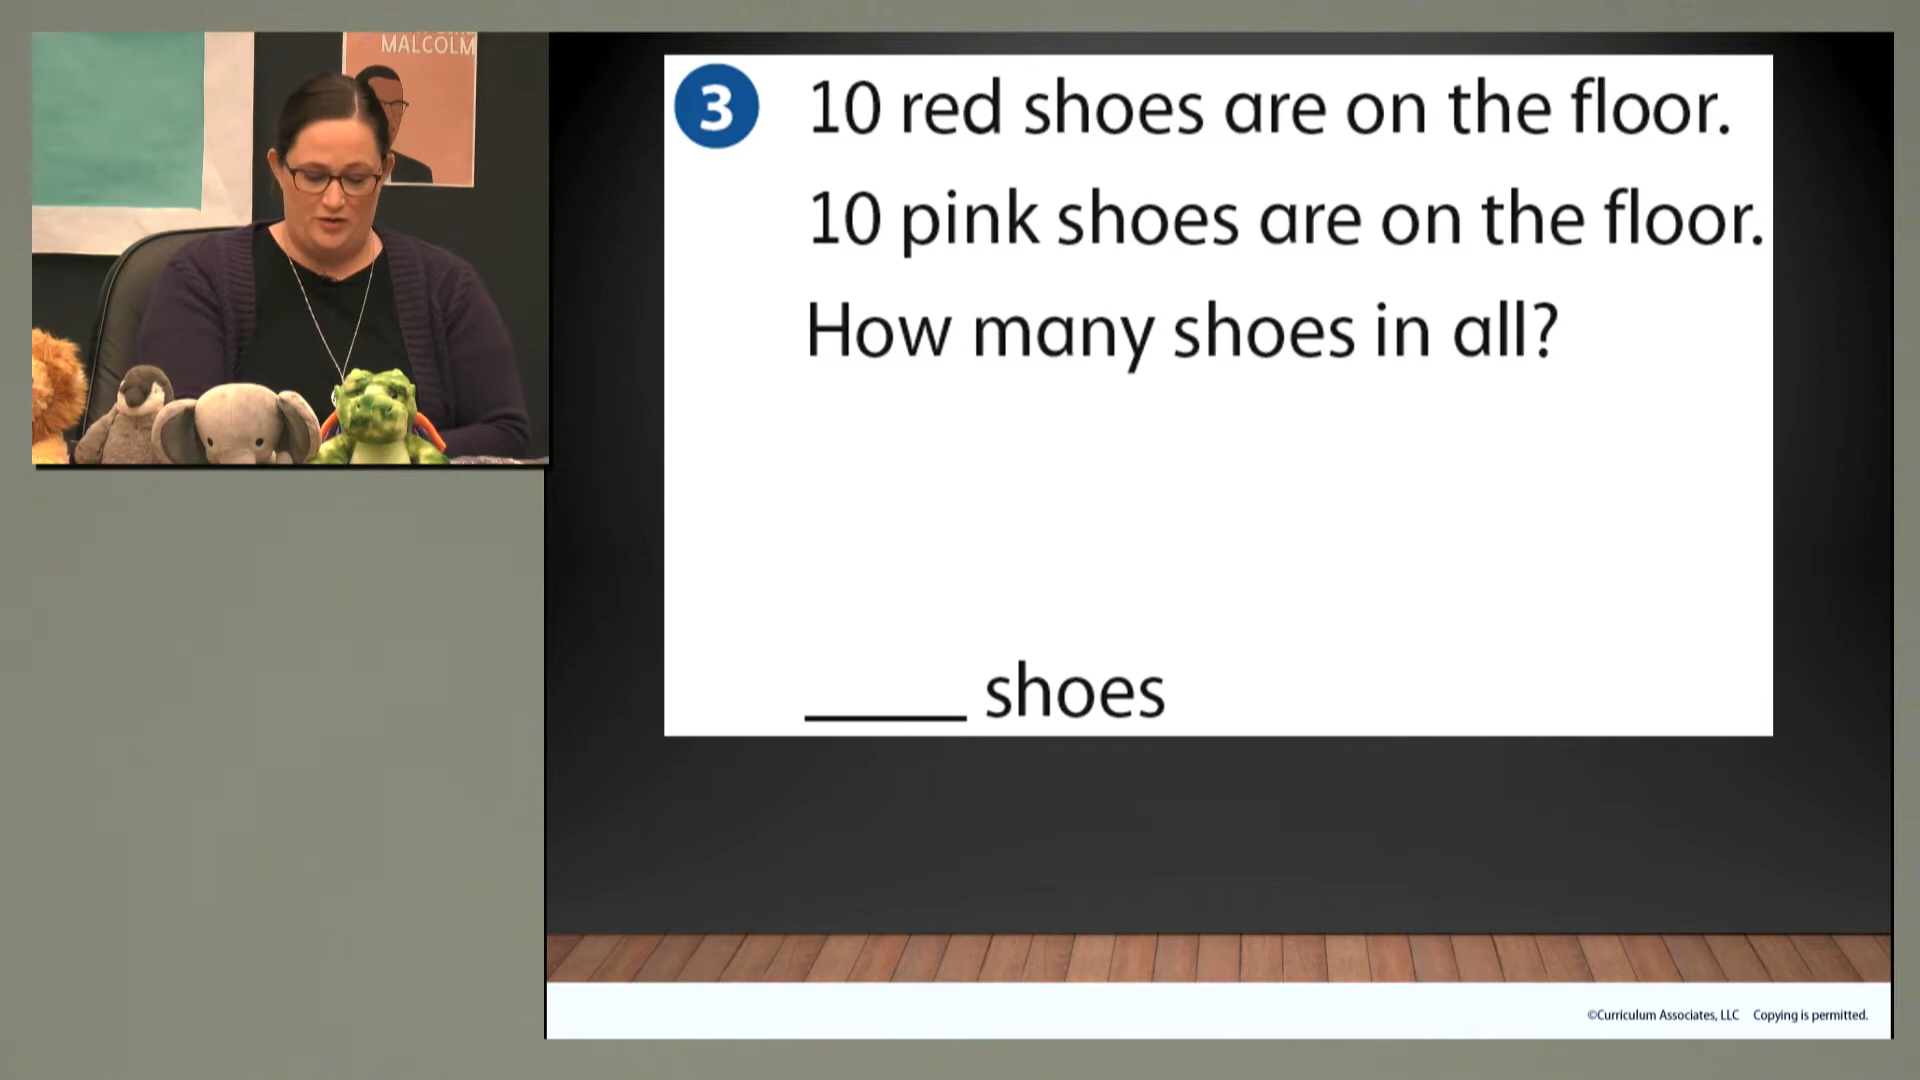 MALCOLM
3 10 red shoes are on the floor.
10 pink shoes are on the floor.
How many shoes in all?
_____ shoes
©Curriculum Associates, LLC Copying is permitted.